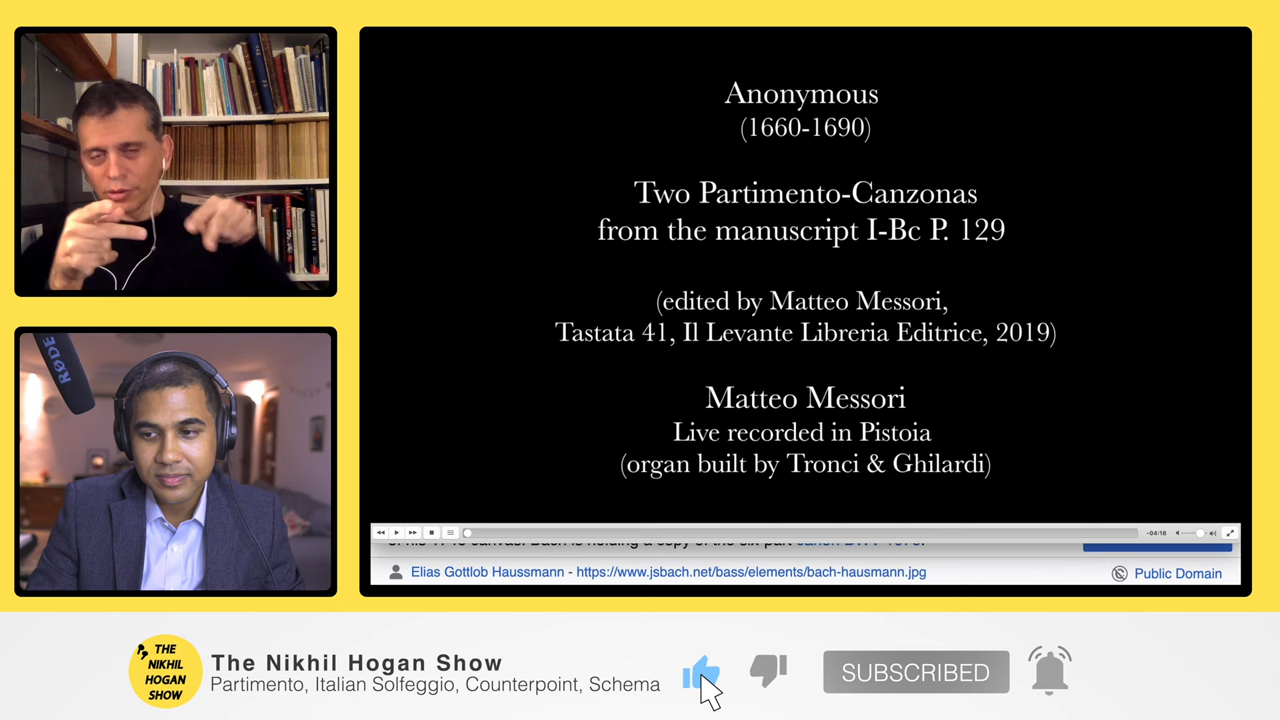 RØDE
Anonymous
(1660-1690)
Two Partimento-Canzonas
from the manuscript I-Bc P. 129
(edited by Matteo Messori,
Tastata 41, Il Levante Libreria Editrice, 2019)
Matteo Messori
Live recorded in Pistoia
(organ built by Tronci & Ghilardi)
-04:18
Elias Gottlob Haussmann - https://www.jsbach.net/bass/elements/bach-hausmann.jpg
Public Domain
THE
NIKHIL
HOGAN
SHOW
The Nikhil Hogan Show
Partimento, Italian Solfeggio, Counterpoint, Schema
SUBSCRIBED